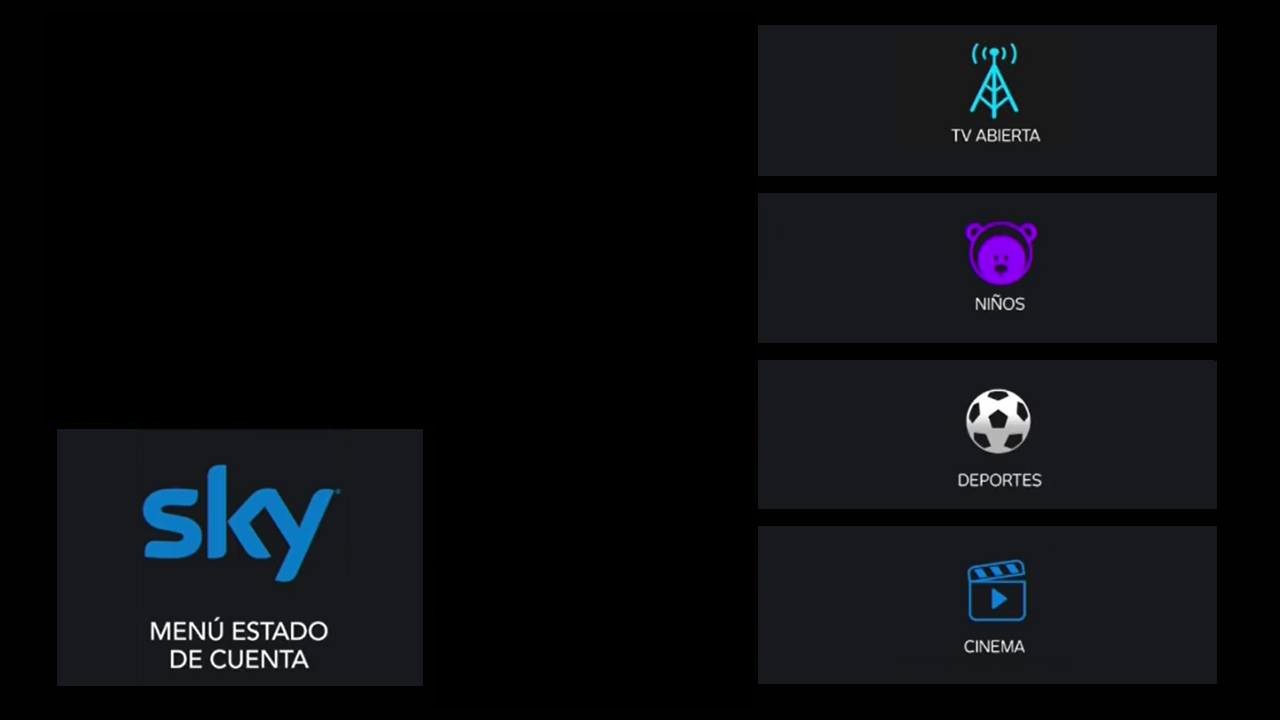 TV ABIERTA
NIÑOS
DEPORTES
CINEMA
sky
MENÚ ESTADO
DE CUENTA